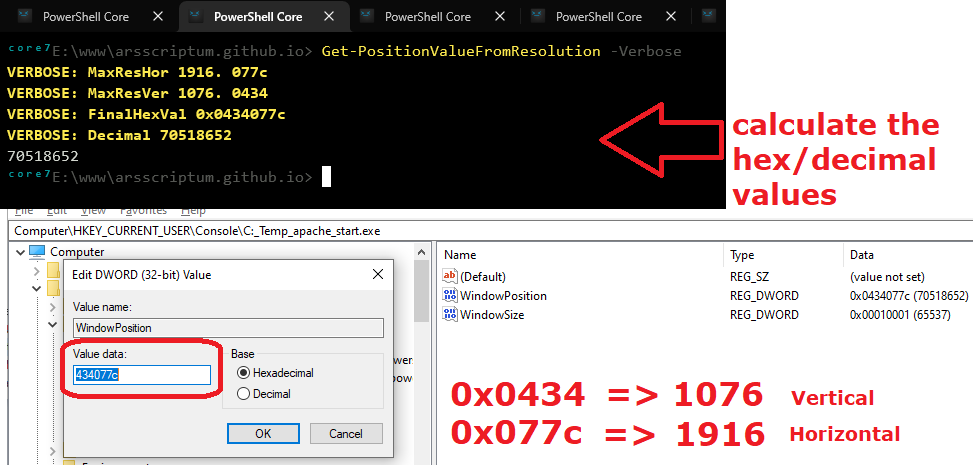 PowerShell Core
PowerShell Core
PowerShell Core
PowerShell Core
core7E:\www\arsscriptum.github.io> Get-PositionValueFromResolution -Verbose
VERBOSE: MaxResHor 1916. 077c
VERBOSE: MaxResVer 1076. 0434
VERBOSE: FinalHexVal 0x0434077c
VERBOSE: Decimal 70518652
70518652
core7E:\www\arsscriptum.github.io>
calculate the
hex/decimal
values
File Edit View Favorites Help
Computer\HKEY_CURRENT_USER\Console\C:_Temp_apache_start.exe
Computer
Edit DWORD (32-bit) Value
Value name:
WindowPosition
Value data:
434077c
Base
Hexadecimal
Decimal
OK
Cancel
Name Type Data
(Default) REG_SZ (value not set)
WindowPosition REG_DWORD 0x0434077c (70518652)
WindowSize REG_DWORD 0x00010001 (65537)
0x0434 => 1076 Vertical
0x077c => 1916 Horizontal